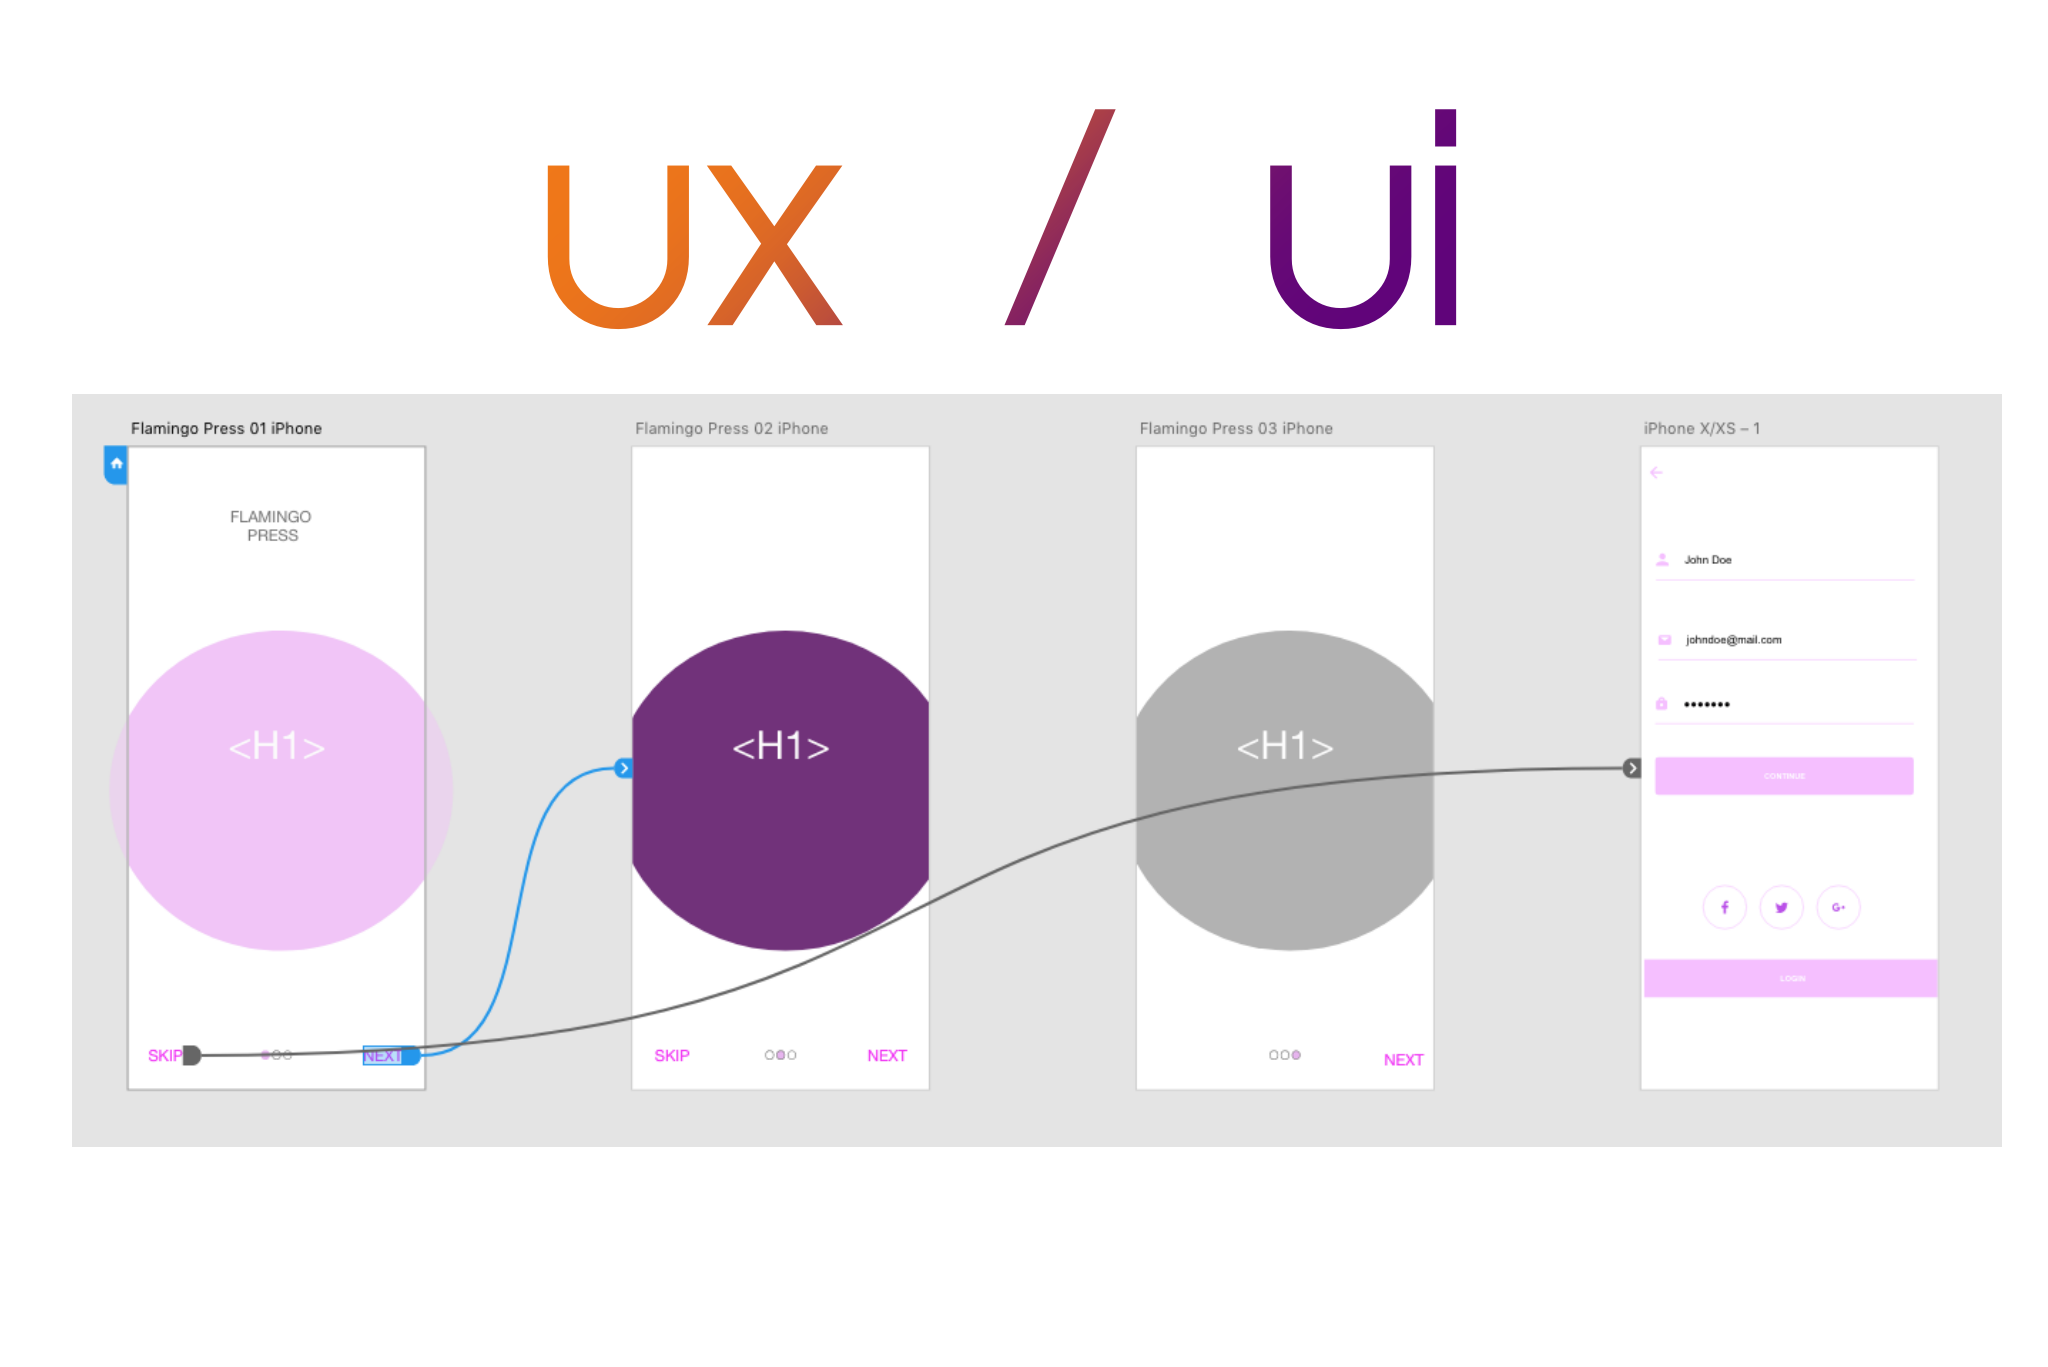 ux / ui
Flamingo Press 01 iPhone
FLAMINGO
PRESS
<H1>
SKIP
NEXT
Flamingo Press 02 iPhone
<H1>
SKIP
NEXT
Flamingo Press 03 iPhone
<H1>
NEXT
iPhone X/XS – 1
John Doe
johndoe@mail.com
•••••••
CONTINUE
f
G+
LOGIN